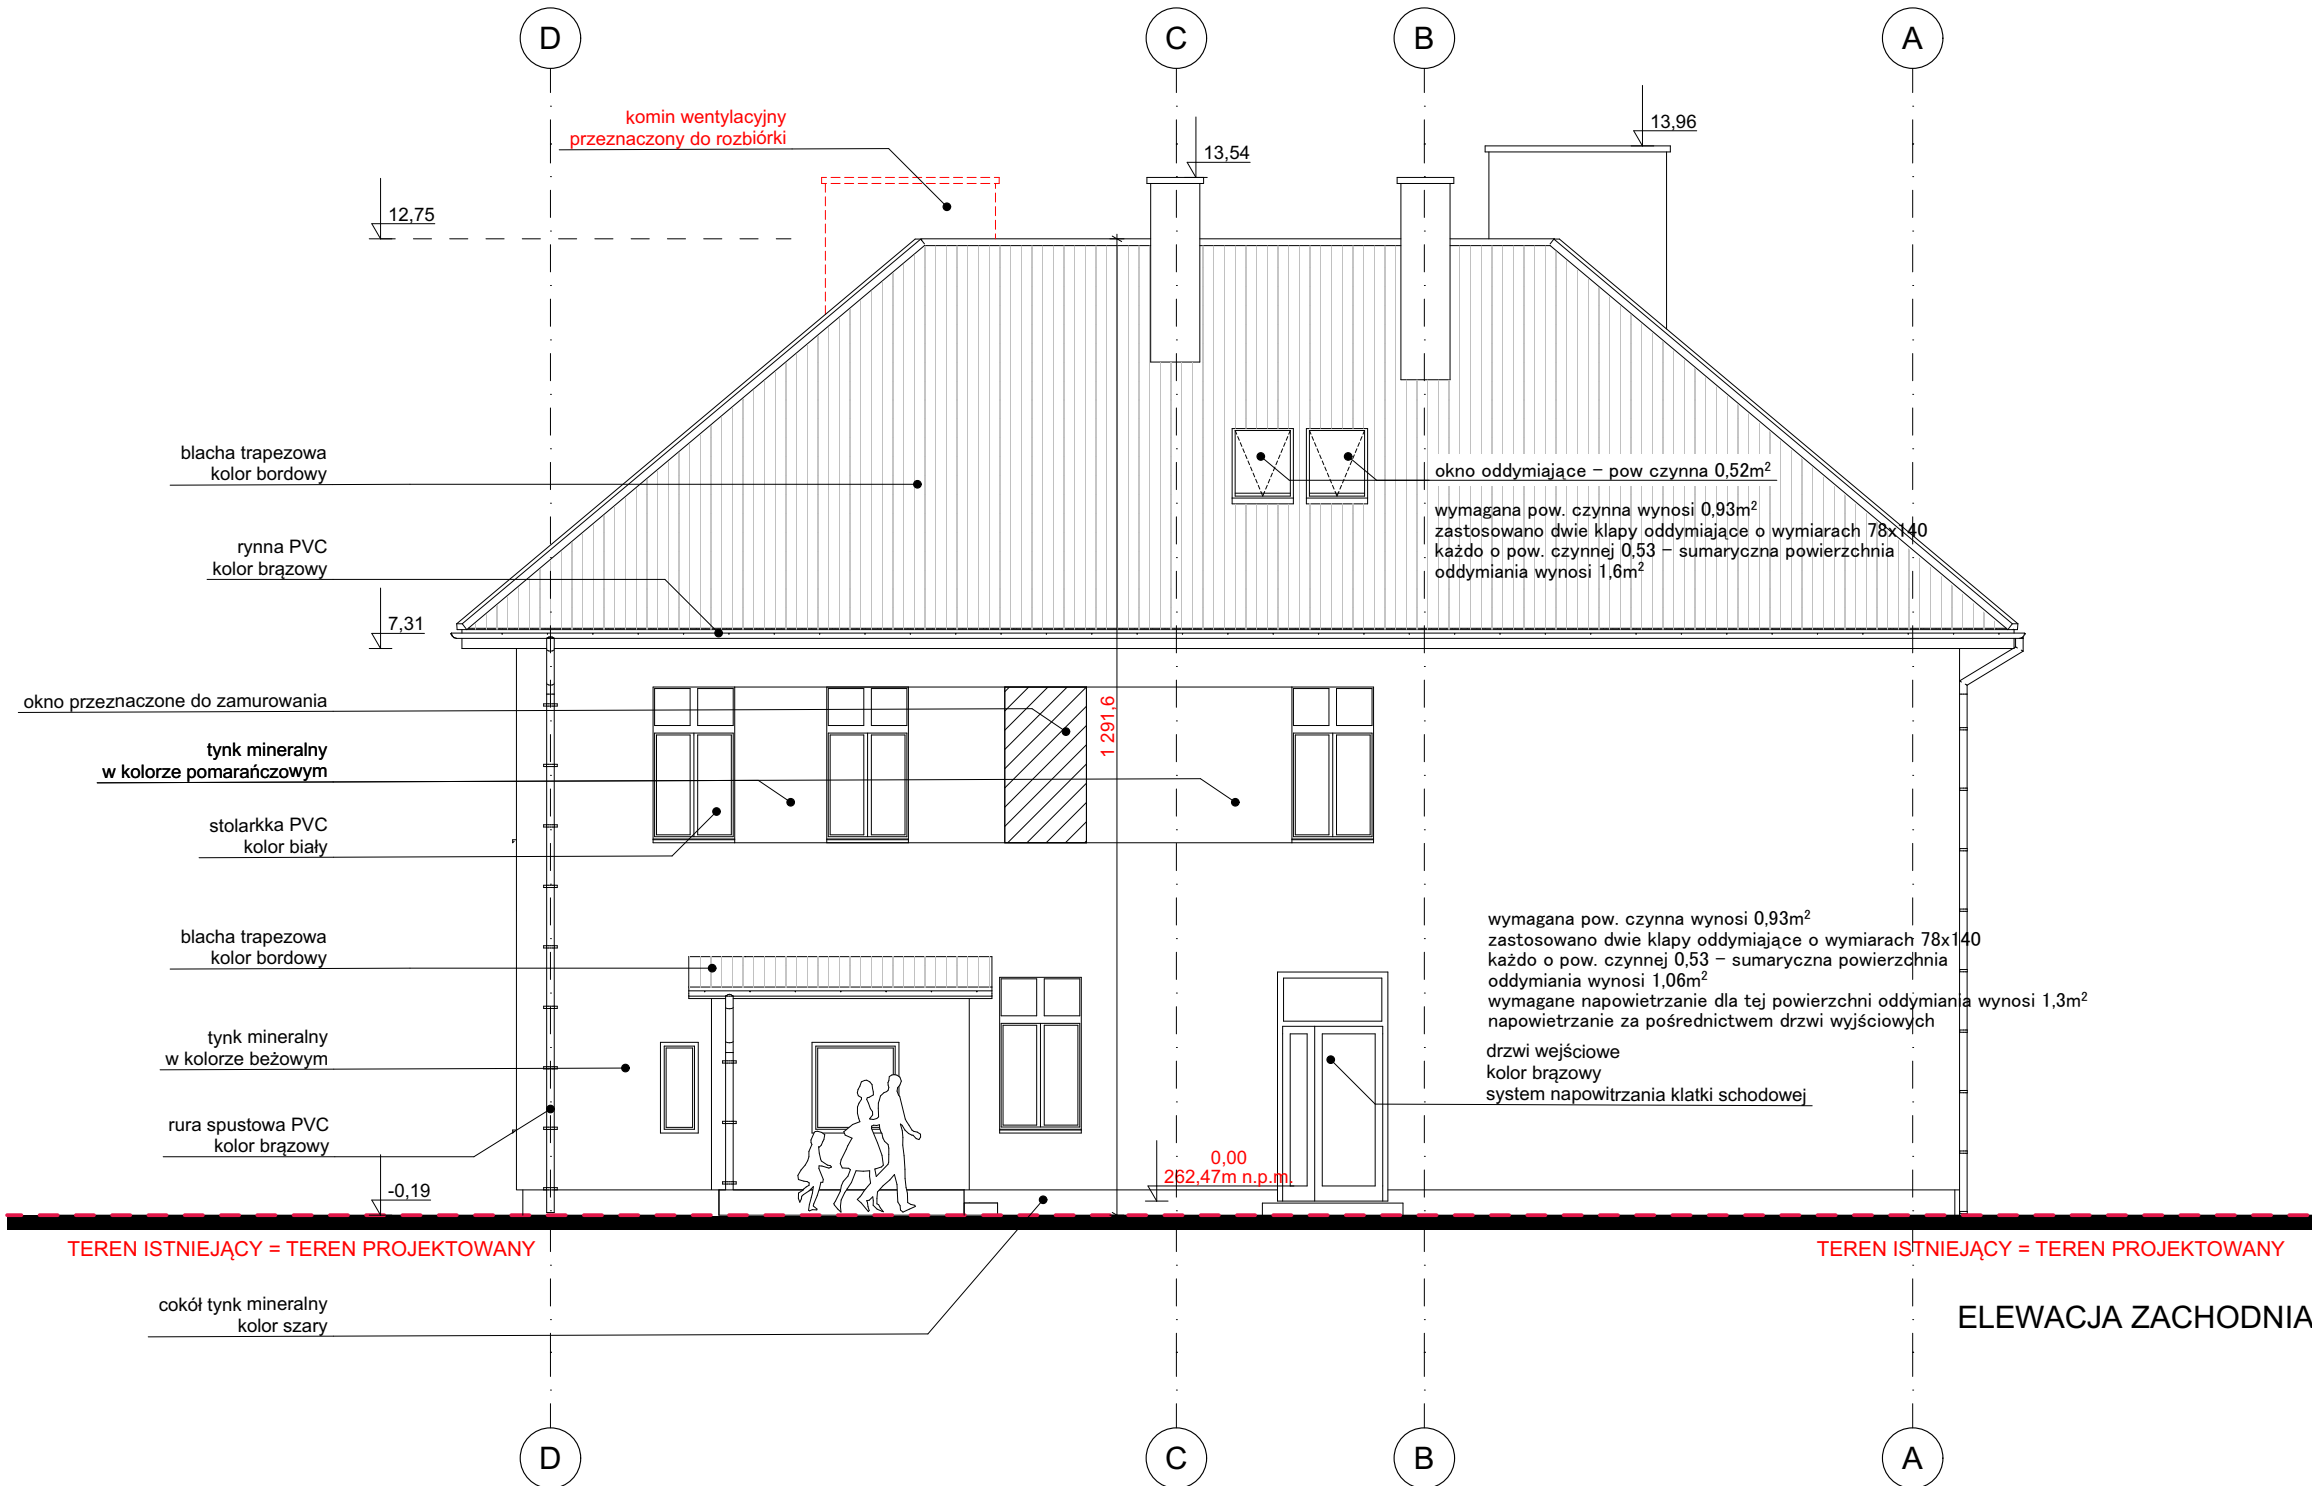 D
C
B
A
komin wentylacyjny
przeznaczony do rozbiórki
13,96
13,54
12,75
blacha trapezowa
kolor bordowy
okno oddymiające – pow czynna 0,52m²
wymagana pow. czynna wynosi 0,93m²
zastosowano dwie klapy oddymiające o wymiarach 78x140
każdo o pow. czynnej 0,53 – sumaryczna powierzchnia
oddymiania wynosi 1,6m²
rynna PVC
kolor brązowy
7,31
okno przeznaczone do zamurowania
1 291,6
tynk mineralny
w kolorze pomarańczowym
stolarkka PVC
kolor biały
blacha trapezowa
kolor bordowy
wymagana pow. czynna wynosi 0,93m²
zastosowano dwie klapy oddymiające o wymiarach 78x140
każdo o pow. czynnej 0,53 – sumaryczna powierzchnia
oddymiania wynosi 1,06m²
wymagane napowietrzanie dla tej powierzchni oddymiania wynosi 1,3m²
napowietrzanie za pośrednictwem drzwi wyjściowych
tynk mineralny
w kolorze beżowym
drzwi wejściowe
kolor brązowy
system napowitrzania klatki schodowej
rura spustowa PVC
kolor brązowy
0,00
262,47m n.p.m.
-0,19
TEREN ISTNIEJĄCY = TEREN PROJEKTOWANY
TEREN ISTNIEJĄCY = TEREN PROJEKTOWANY
cokół tynk mineralny
kolor szary
ELEWACJA ZACHODNIA
D
C
B
A